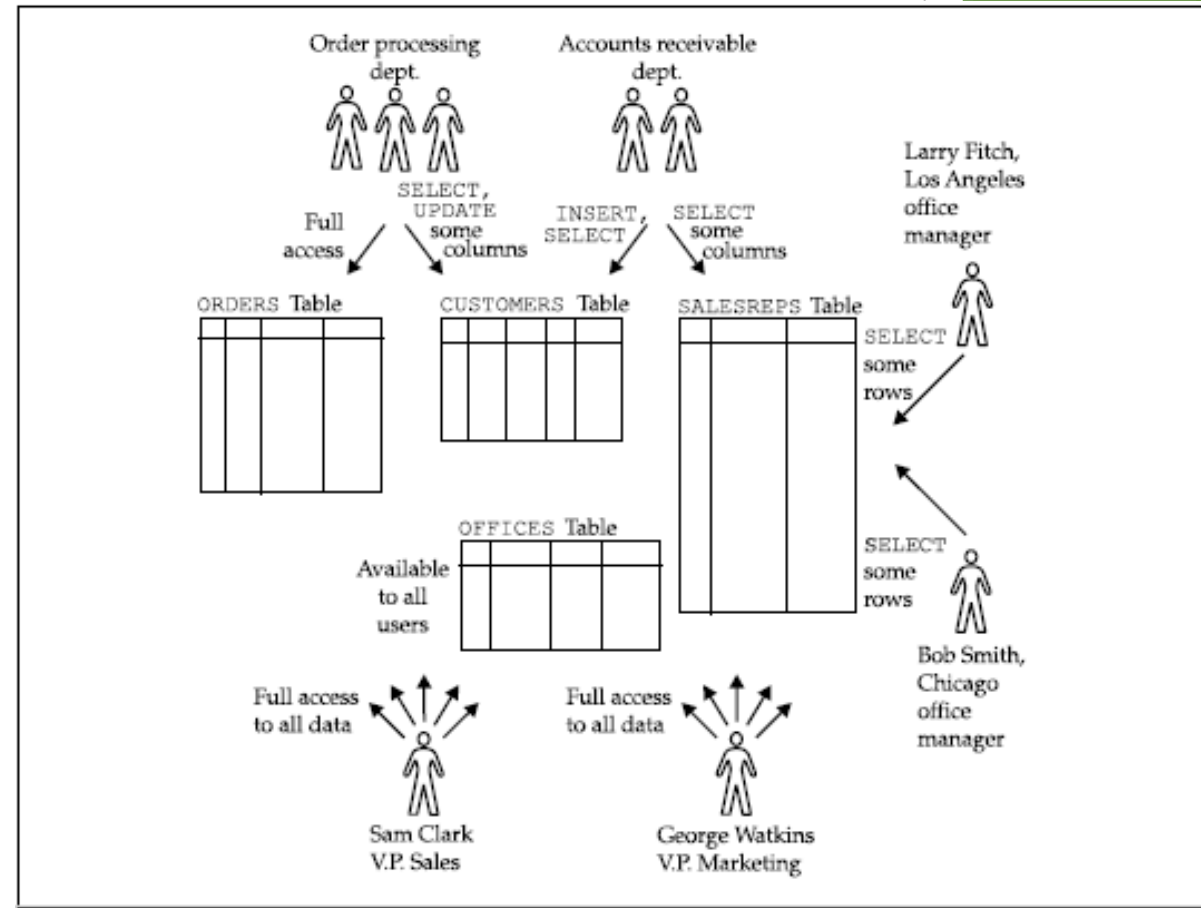 Order processing
dept.
Accounts receivable
dept.
Larry Fitch,
Los Angeles
office
manager
Full
access
SELECT,
UPDATE
some
columns
INSERT,
SELECT
SELECT
some
columns
ORDERS Table
CUSTOMERS Table
SALESREPS Table
SELECT
some
rows
OFFICES Table
Available
to all
users
SELECT
some
rows
Bob Smith,
Chicago
office
manager
Full access
to all data
Full access
to all data
Sam Clark
V.P. Sales
George Watkins
V.P. Marketing